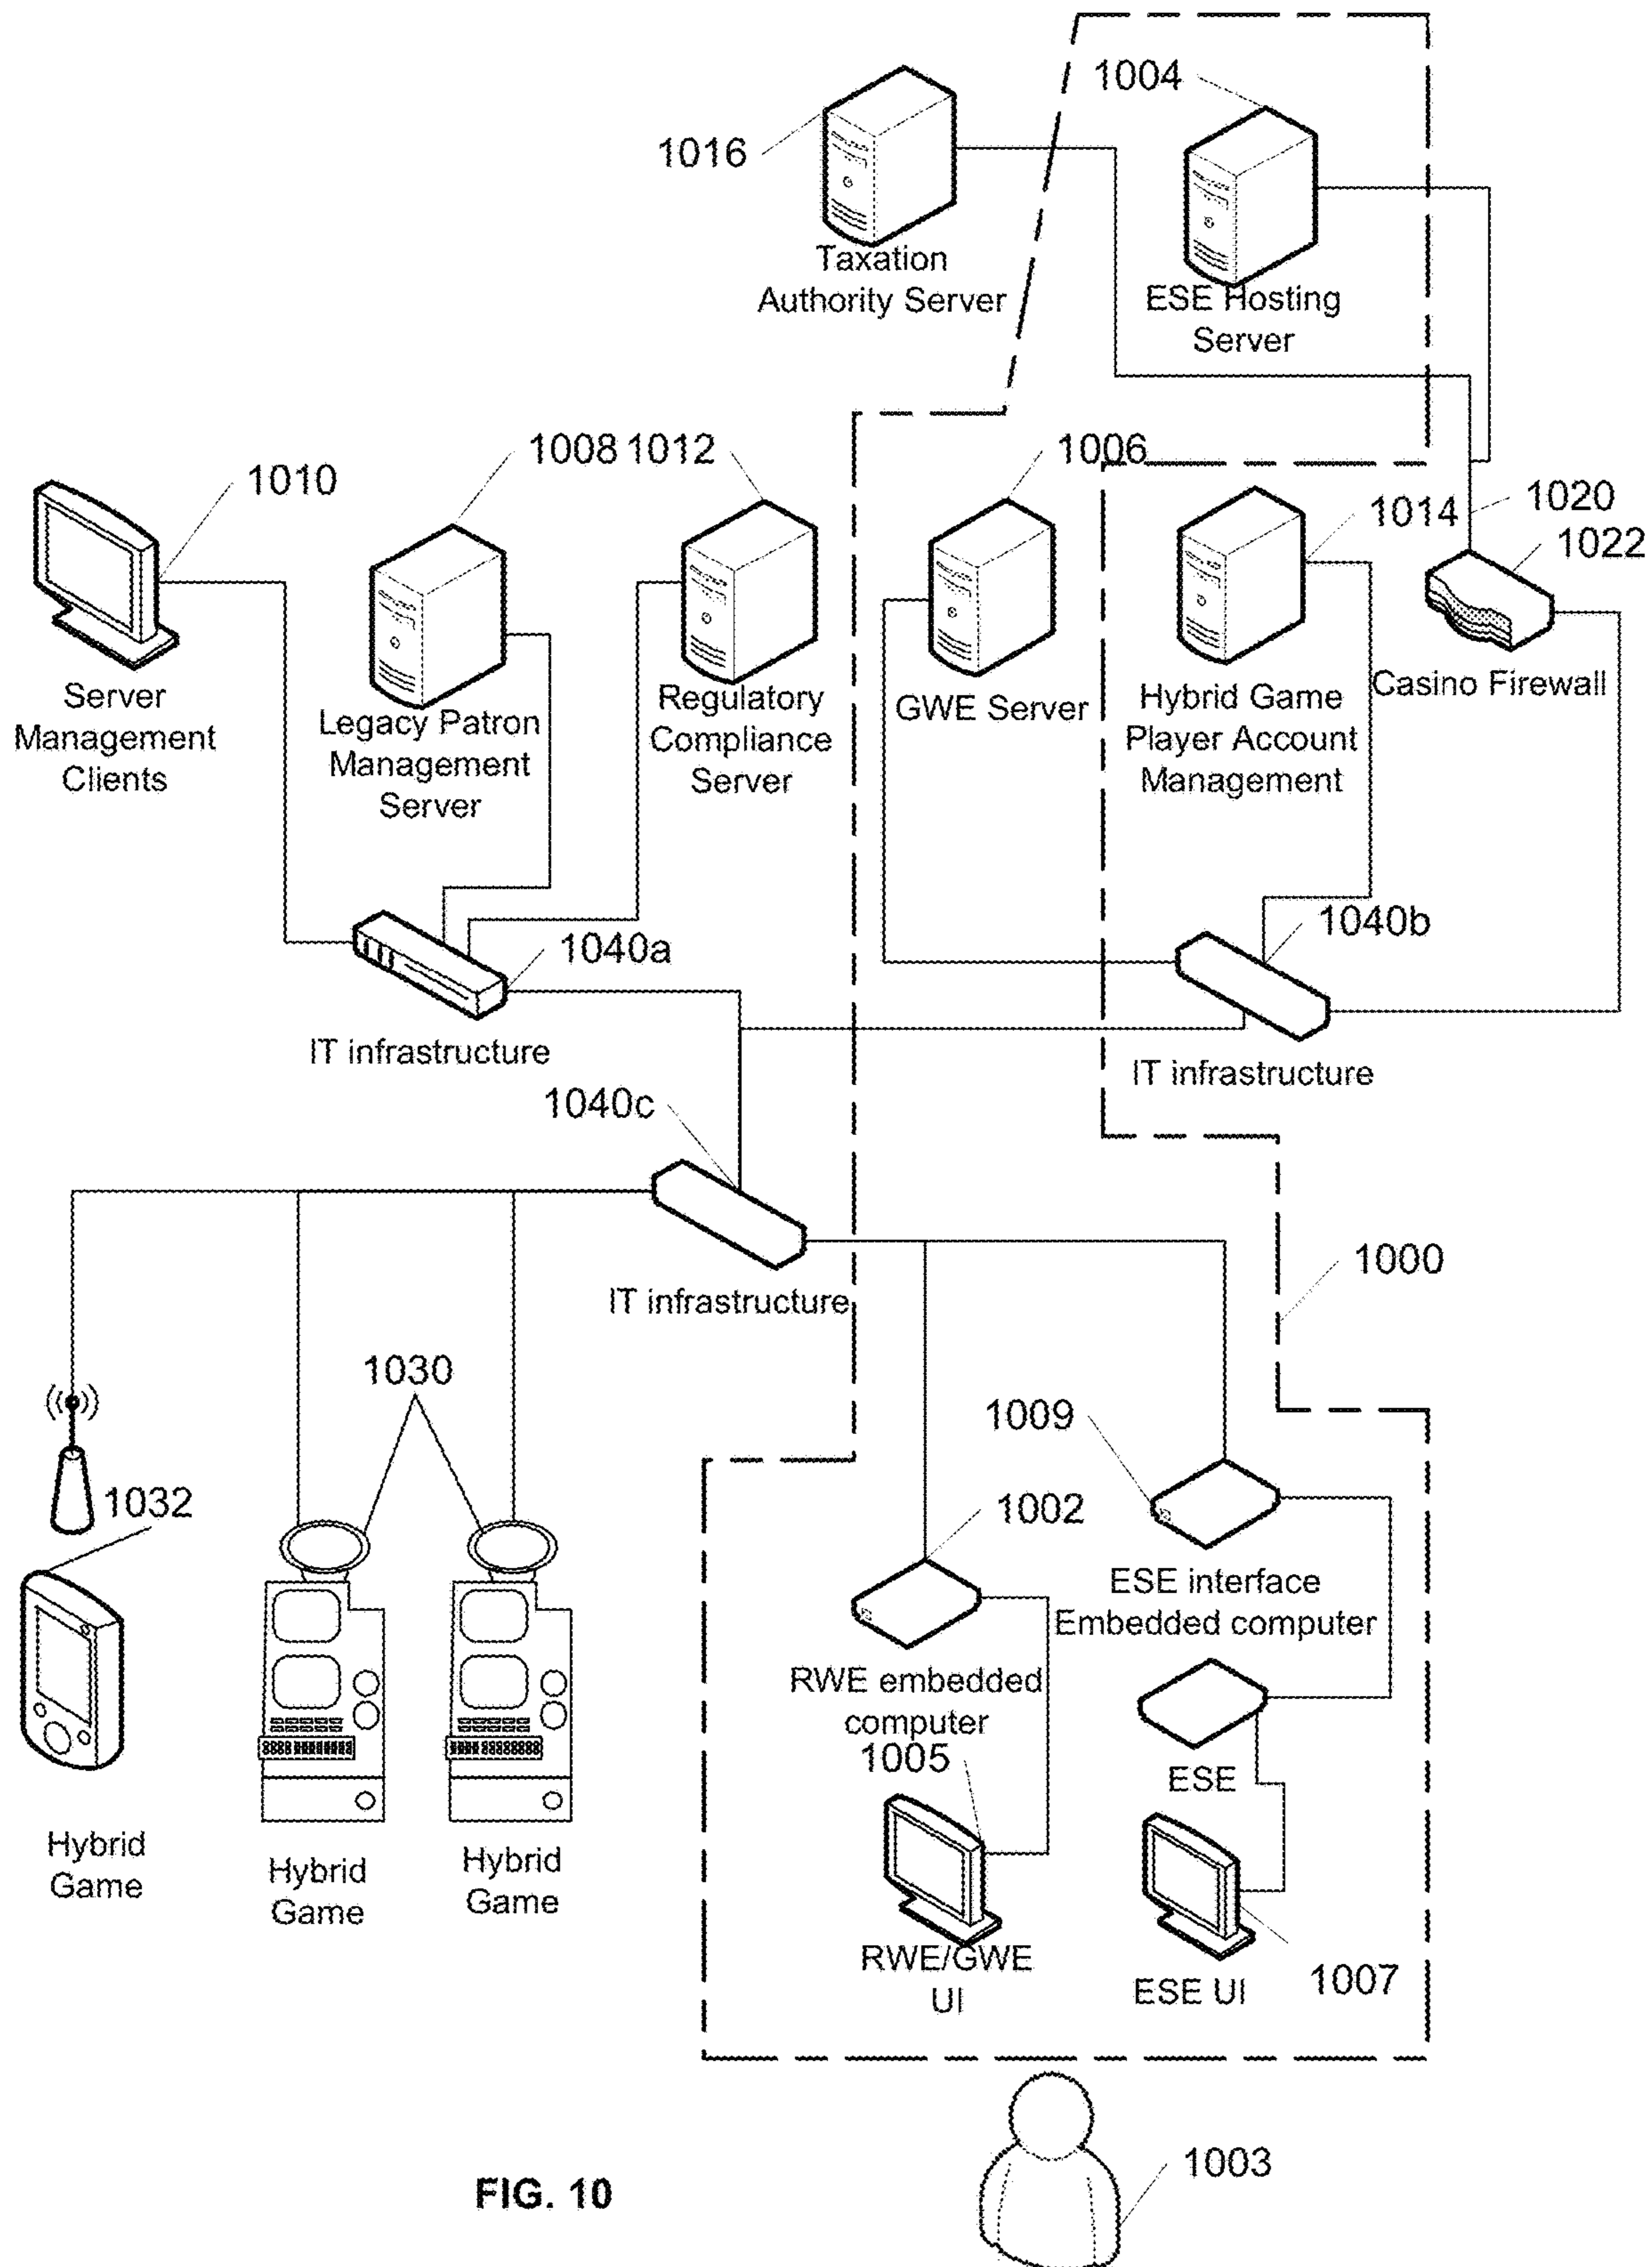 1004
1016
Taxation
Authority Server
ESE Hosting
Server
1010
1008
1012
1006
1014
1020
1022
Server
Management
Clients
Legacy Patron
Management
Server
Regulatory
Compliance
Server
GWE Server
Hybrid Game
Player Account
Management
Casino Firewall
1040a
1040b
IT infrastructure
IT infrastructure
1040c
IT infrastructure
1000
1030
1009
1032
1002
ESE interface
Embedded computer
RWE embedded
computer
1005
ESE
Hybrid
Game
Hybrid
Game
Hybrid
Game
RWE/GWE
UI
ESE UI
1007
1003
FIG. 10